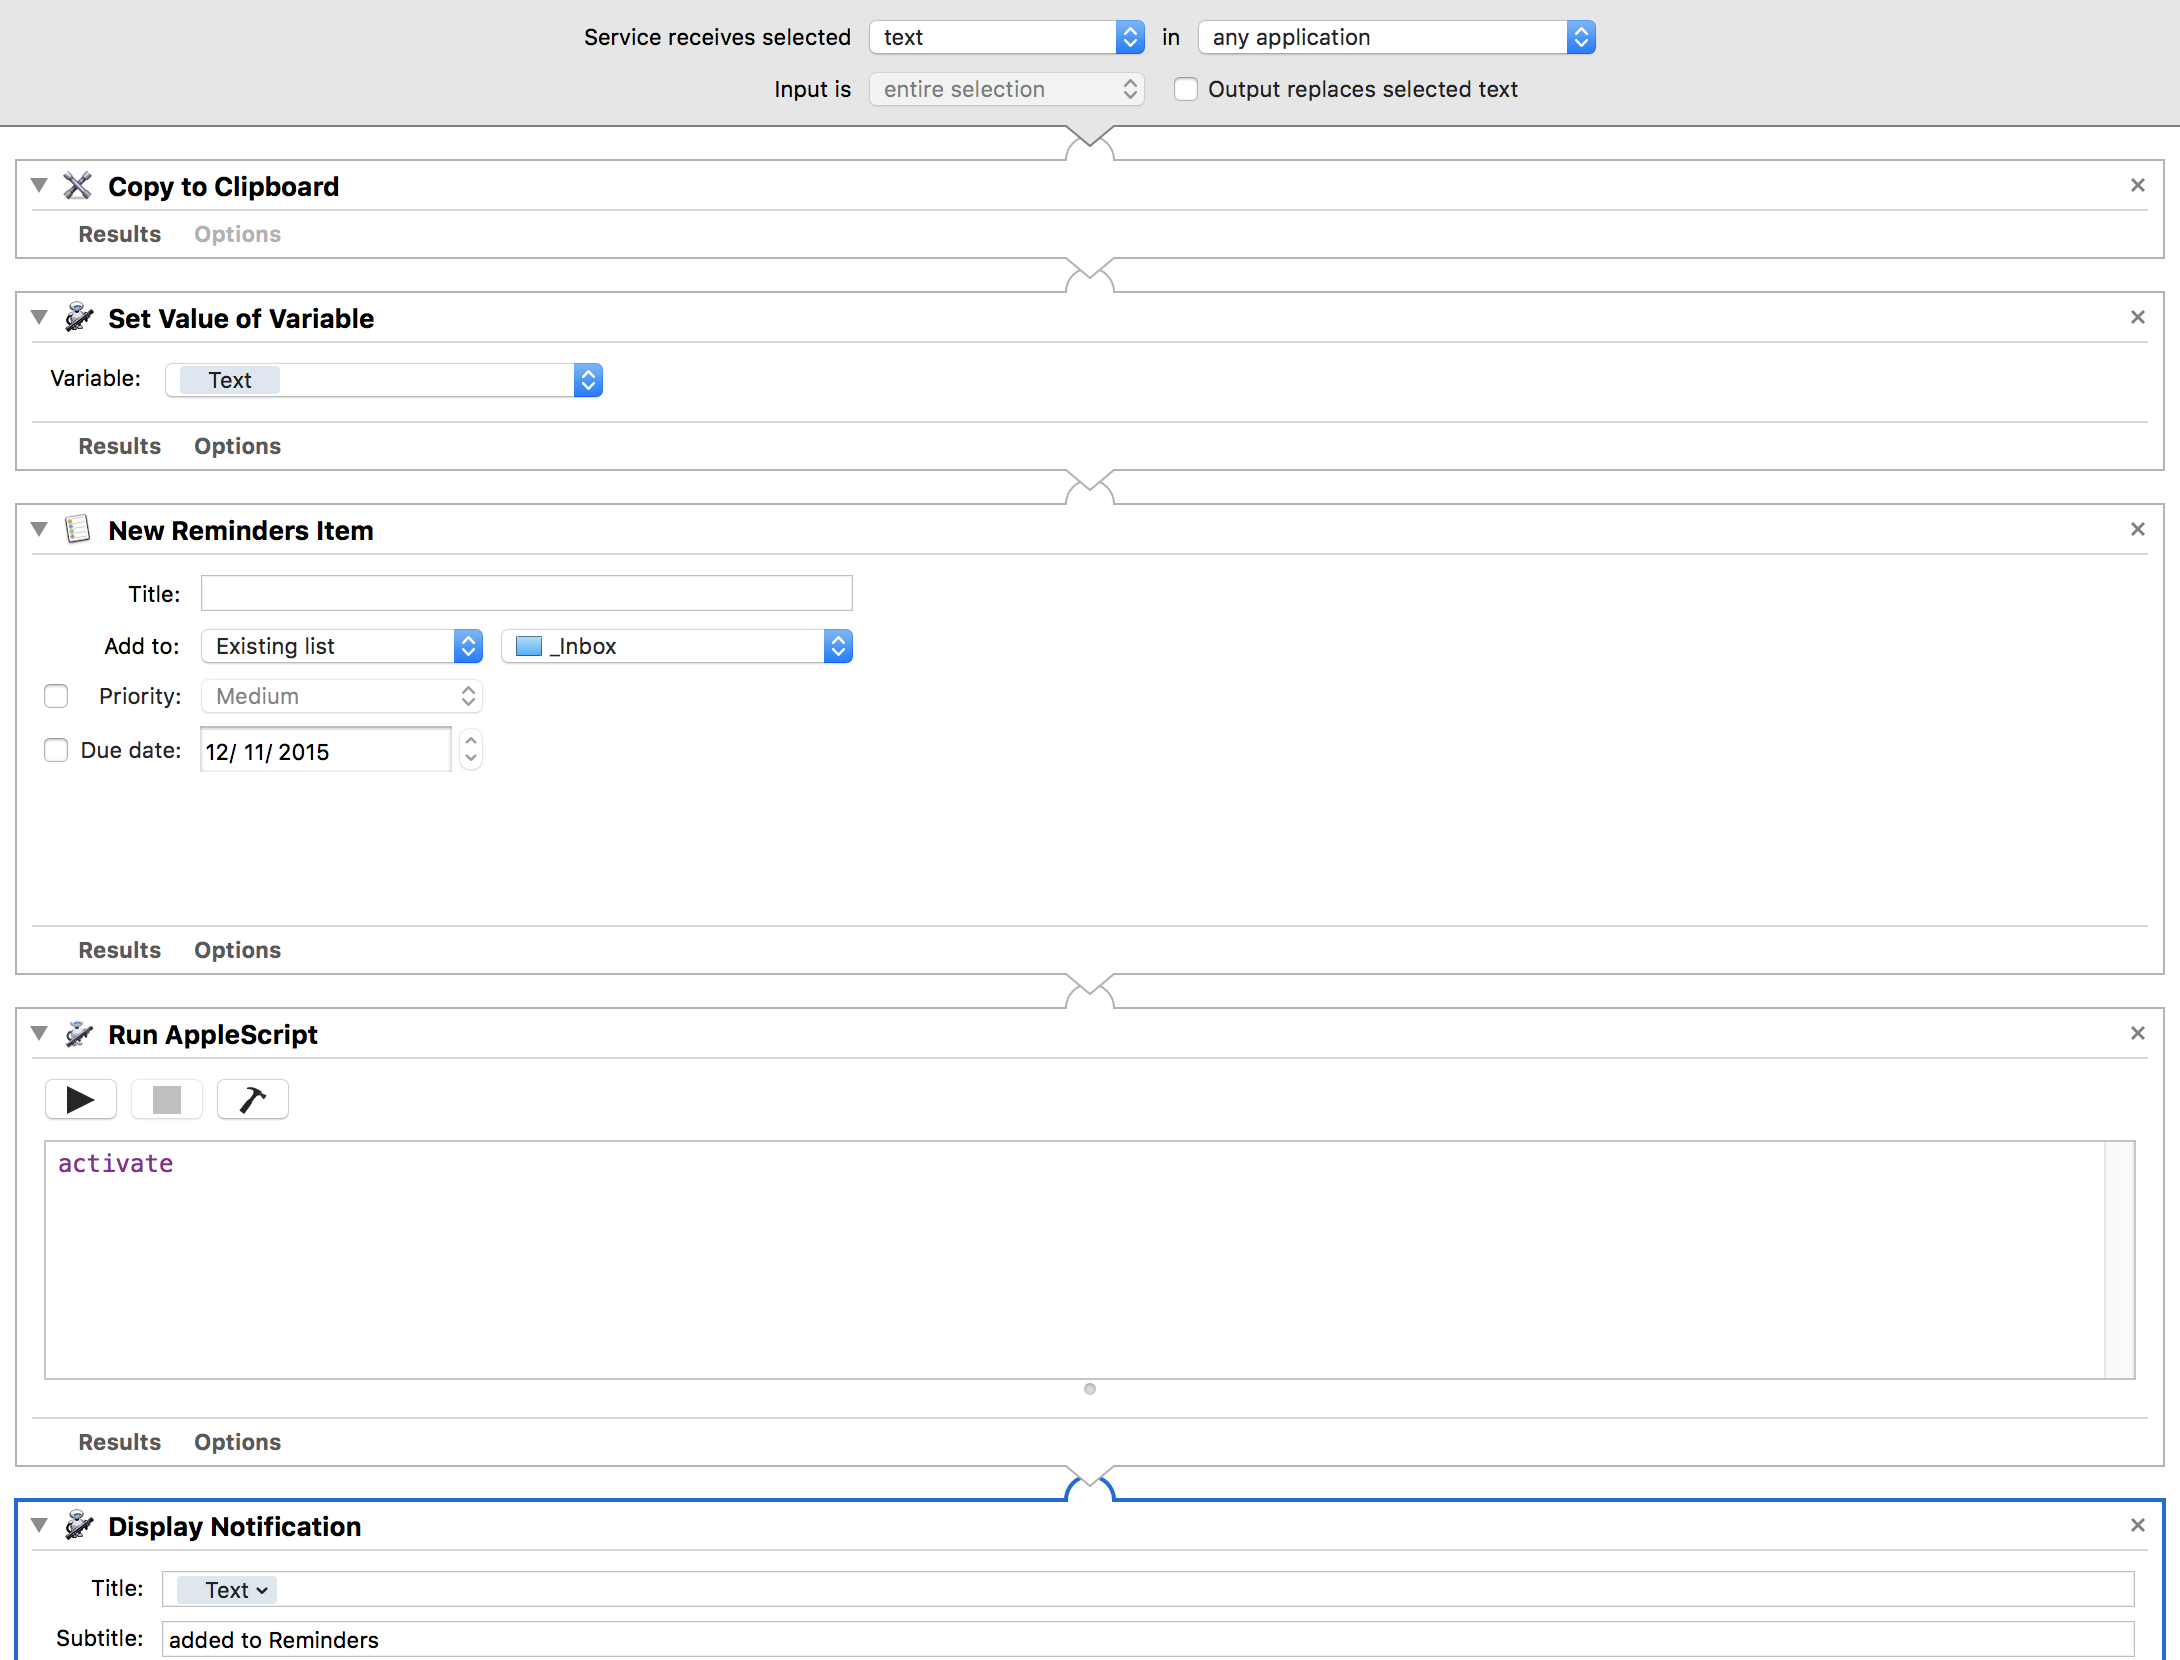 Service receives selected text in any application
Input is entire selection Output replaces selected text
Copy to Clipboard
Results Options
Set Value of Variable
Variable: Text
Results Options
New Reminders Item
Title:
Add to: Existing list _Inbox
Priority: Medium
Due date: 12/ 11/ 2015
Results Options
Run AppleScript
activate
Results Options
Display Notification
Title: Text
Subtitle: added to Reminders